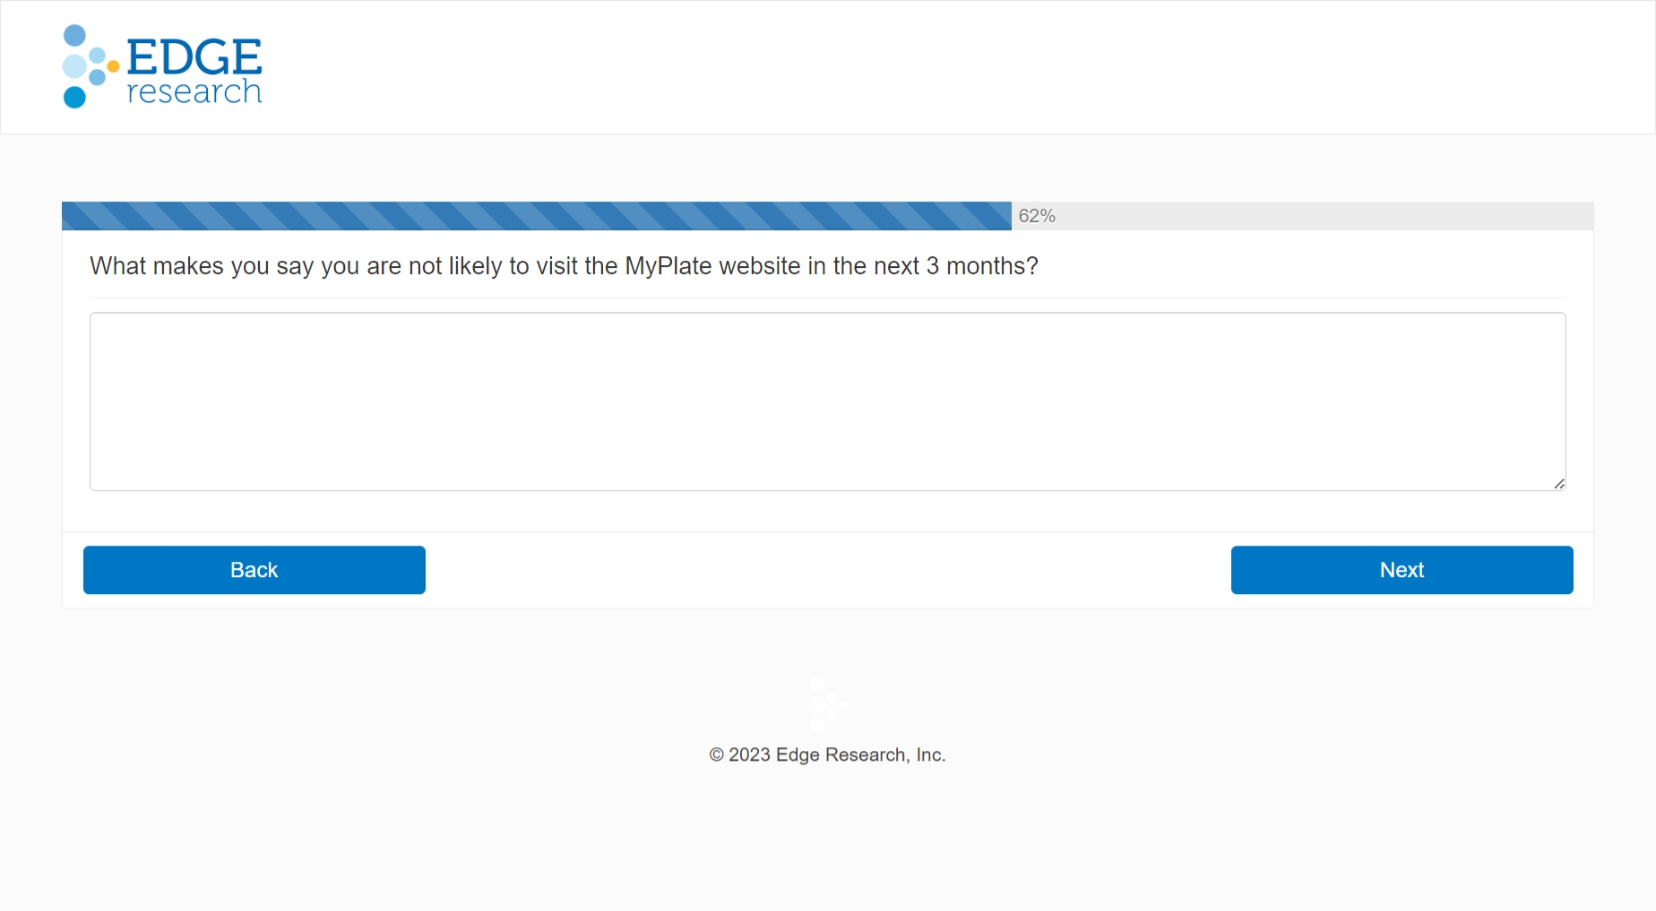 EDGE
research
62%
What makes you say you are not likely to visit the MyPlate website in the next 3 months?
Back
Next
© 2023 Edge Research, Inc.